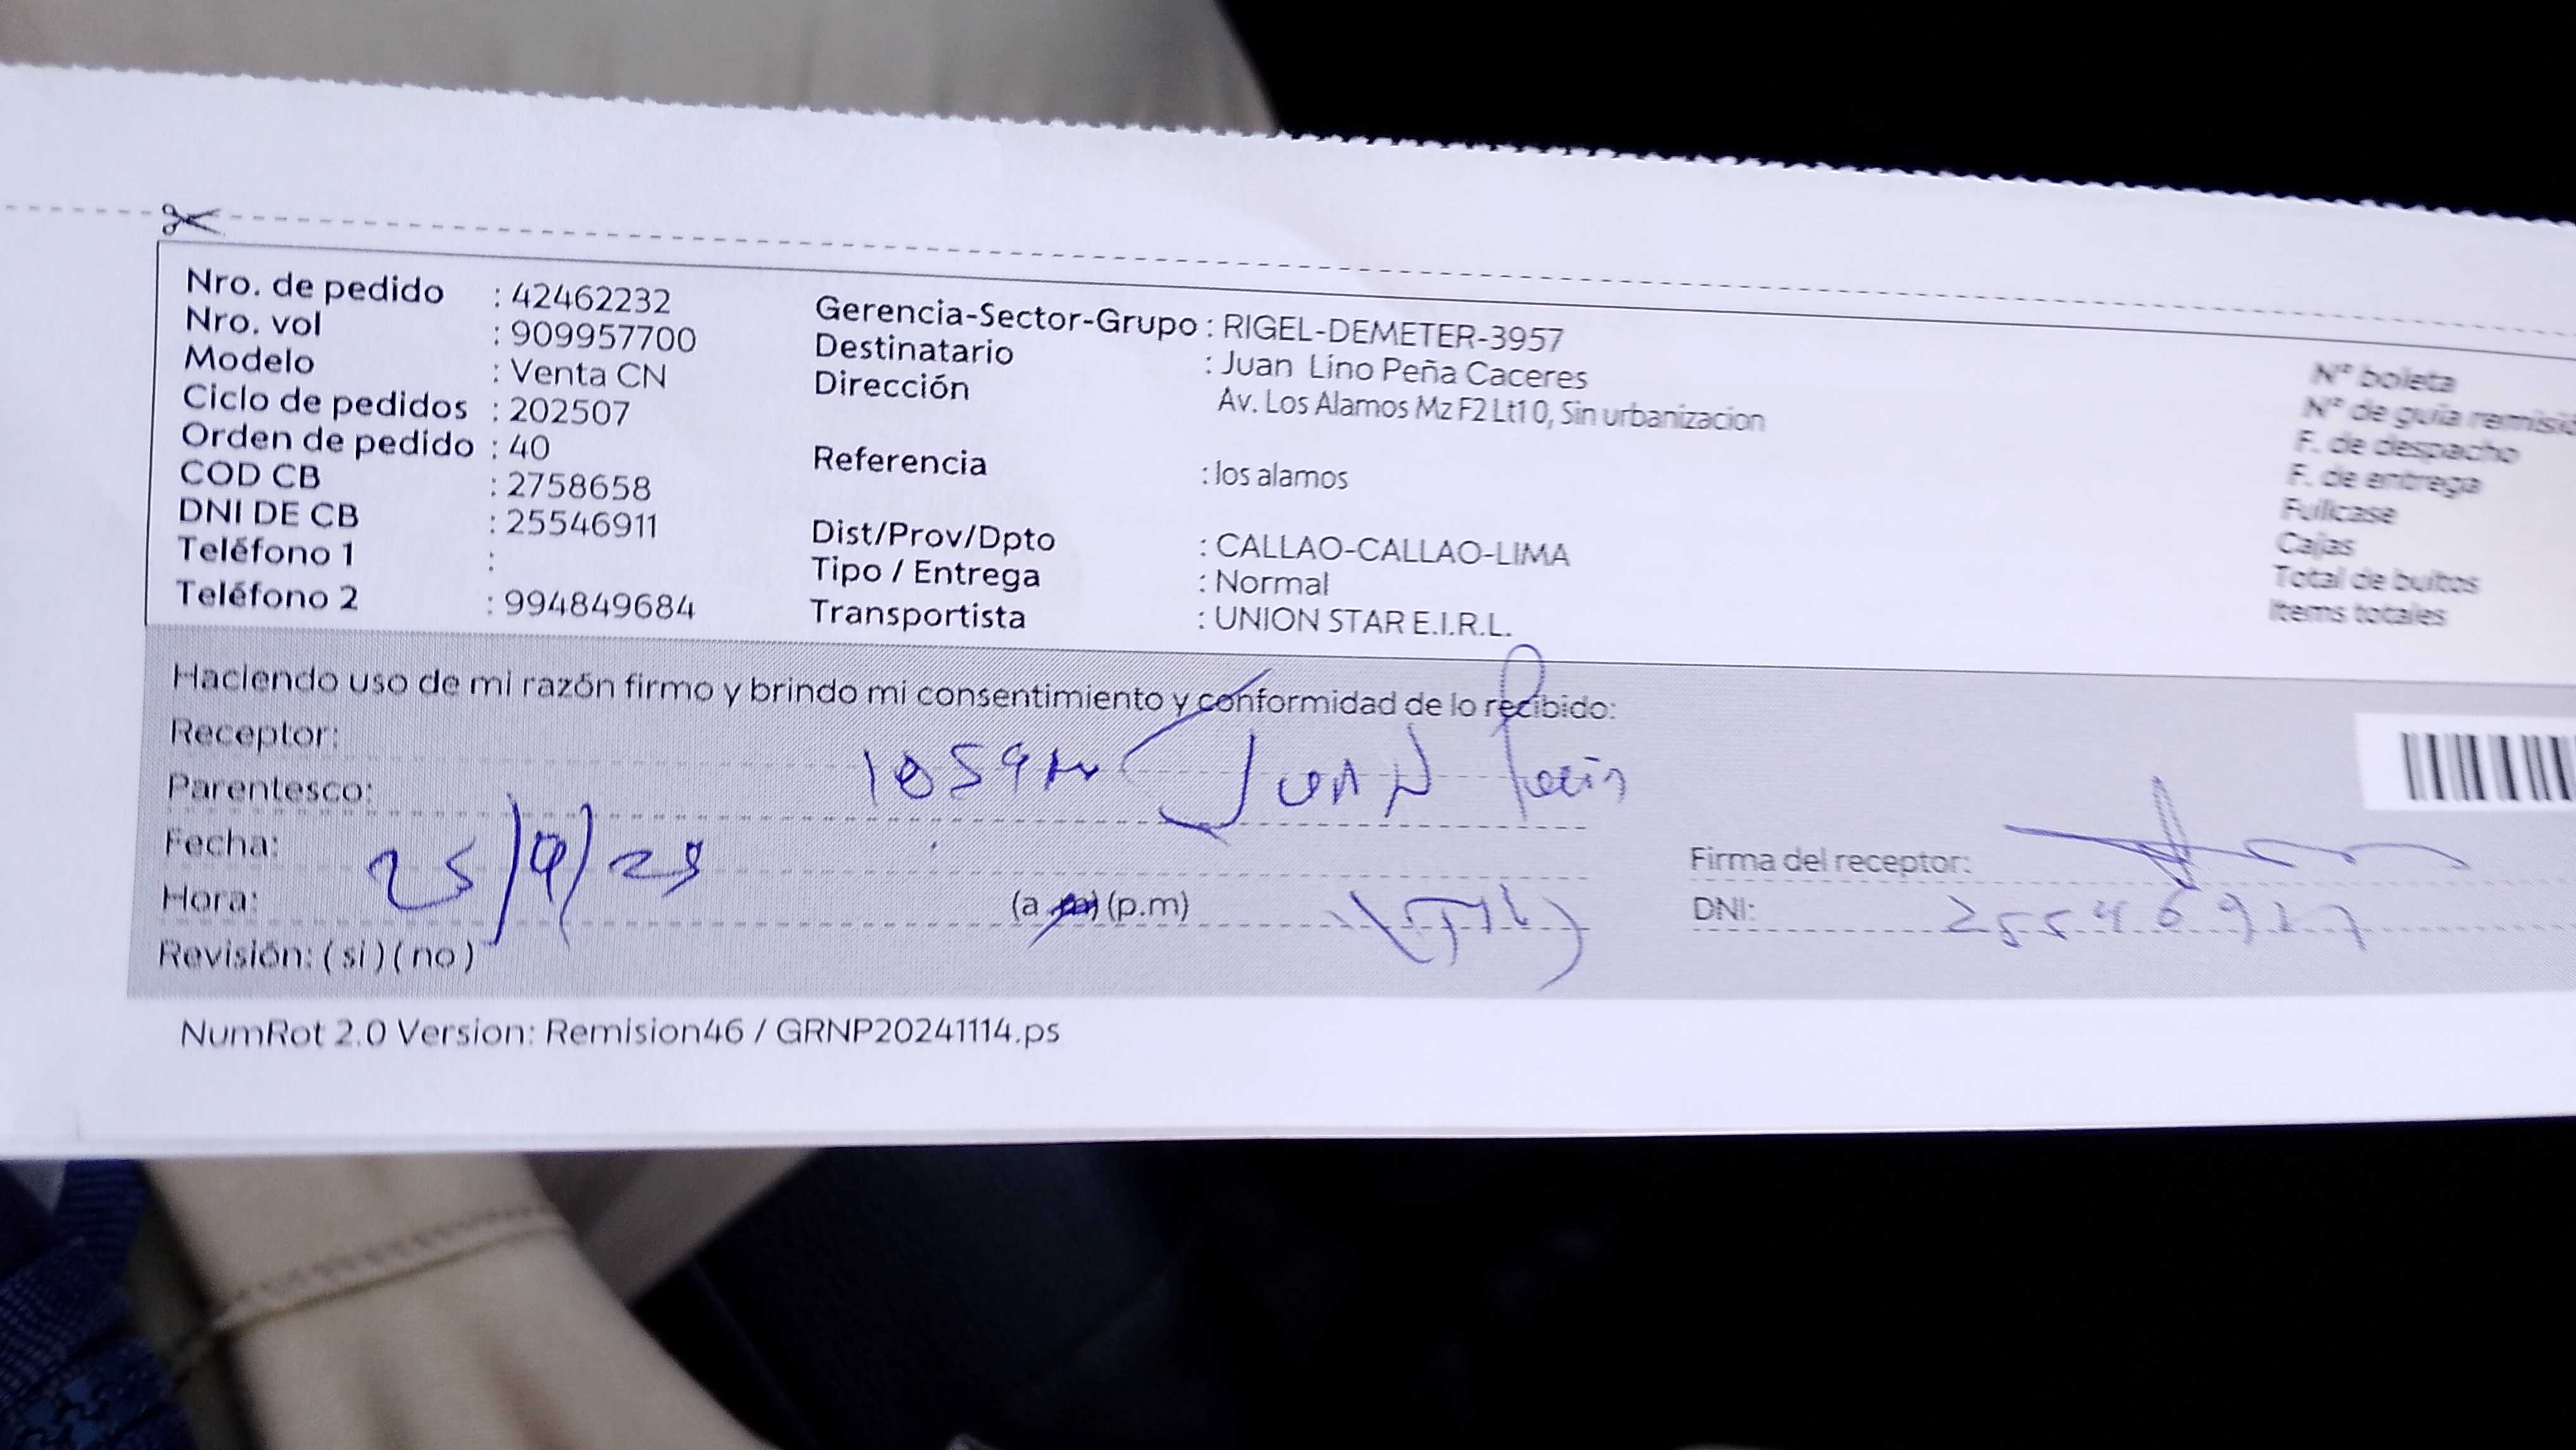 Nro. de pedido : 42462232
Nro. vol : 909957700
Modelo : Venta CN
Ciclo de pedidos : 202507
Orden de pedido : 40
COD CB : 2758658
DNI DE CB : 25546911
Teléfono 1 :
Teléfono 2 : 994849684
Gerencia-Sector-Grupo : RIGEL-DEMETER-3957
Destinatario : Juan Lino Peña Caceres
Dirección Av. Los Alamos Mz F2 Lt10, Sin urbanizacion
Referencia : los alamos
Dist/Prov/Dpto : CALLAO-CALLAO-LIMA
Tipo / Entrega : Normal
Transportista : UNION STAR E.I.R.L.
N° boleta
N° de guía remisió
F. de despacho
F. de entrega
Fullcase
Cajas
Total de bultos
Items totales
Haciendo uso de mi razón firmo y brindo mi consentimiento y conformidad de lo recibido:
Receptor: JUAN
Parentesco:
Fecha: 25/4/25
Hora: (a.m) (p.m)
Revisión: ( si ) ( no )
Firma del receptor:
DNI:
NumRot 2.0 Version: Remision46 / GRNP20241114.ps